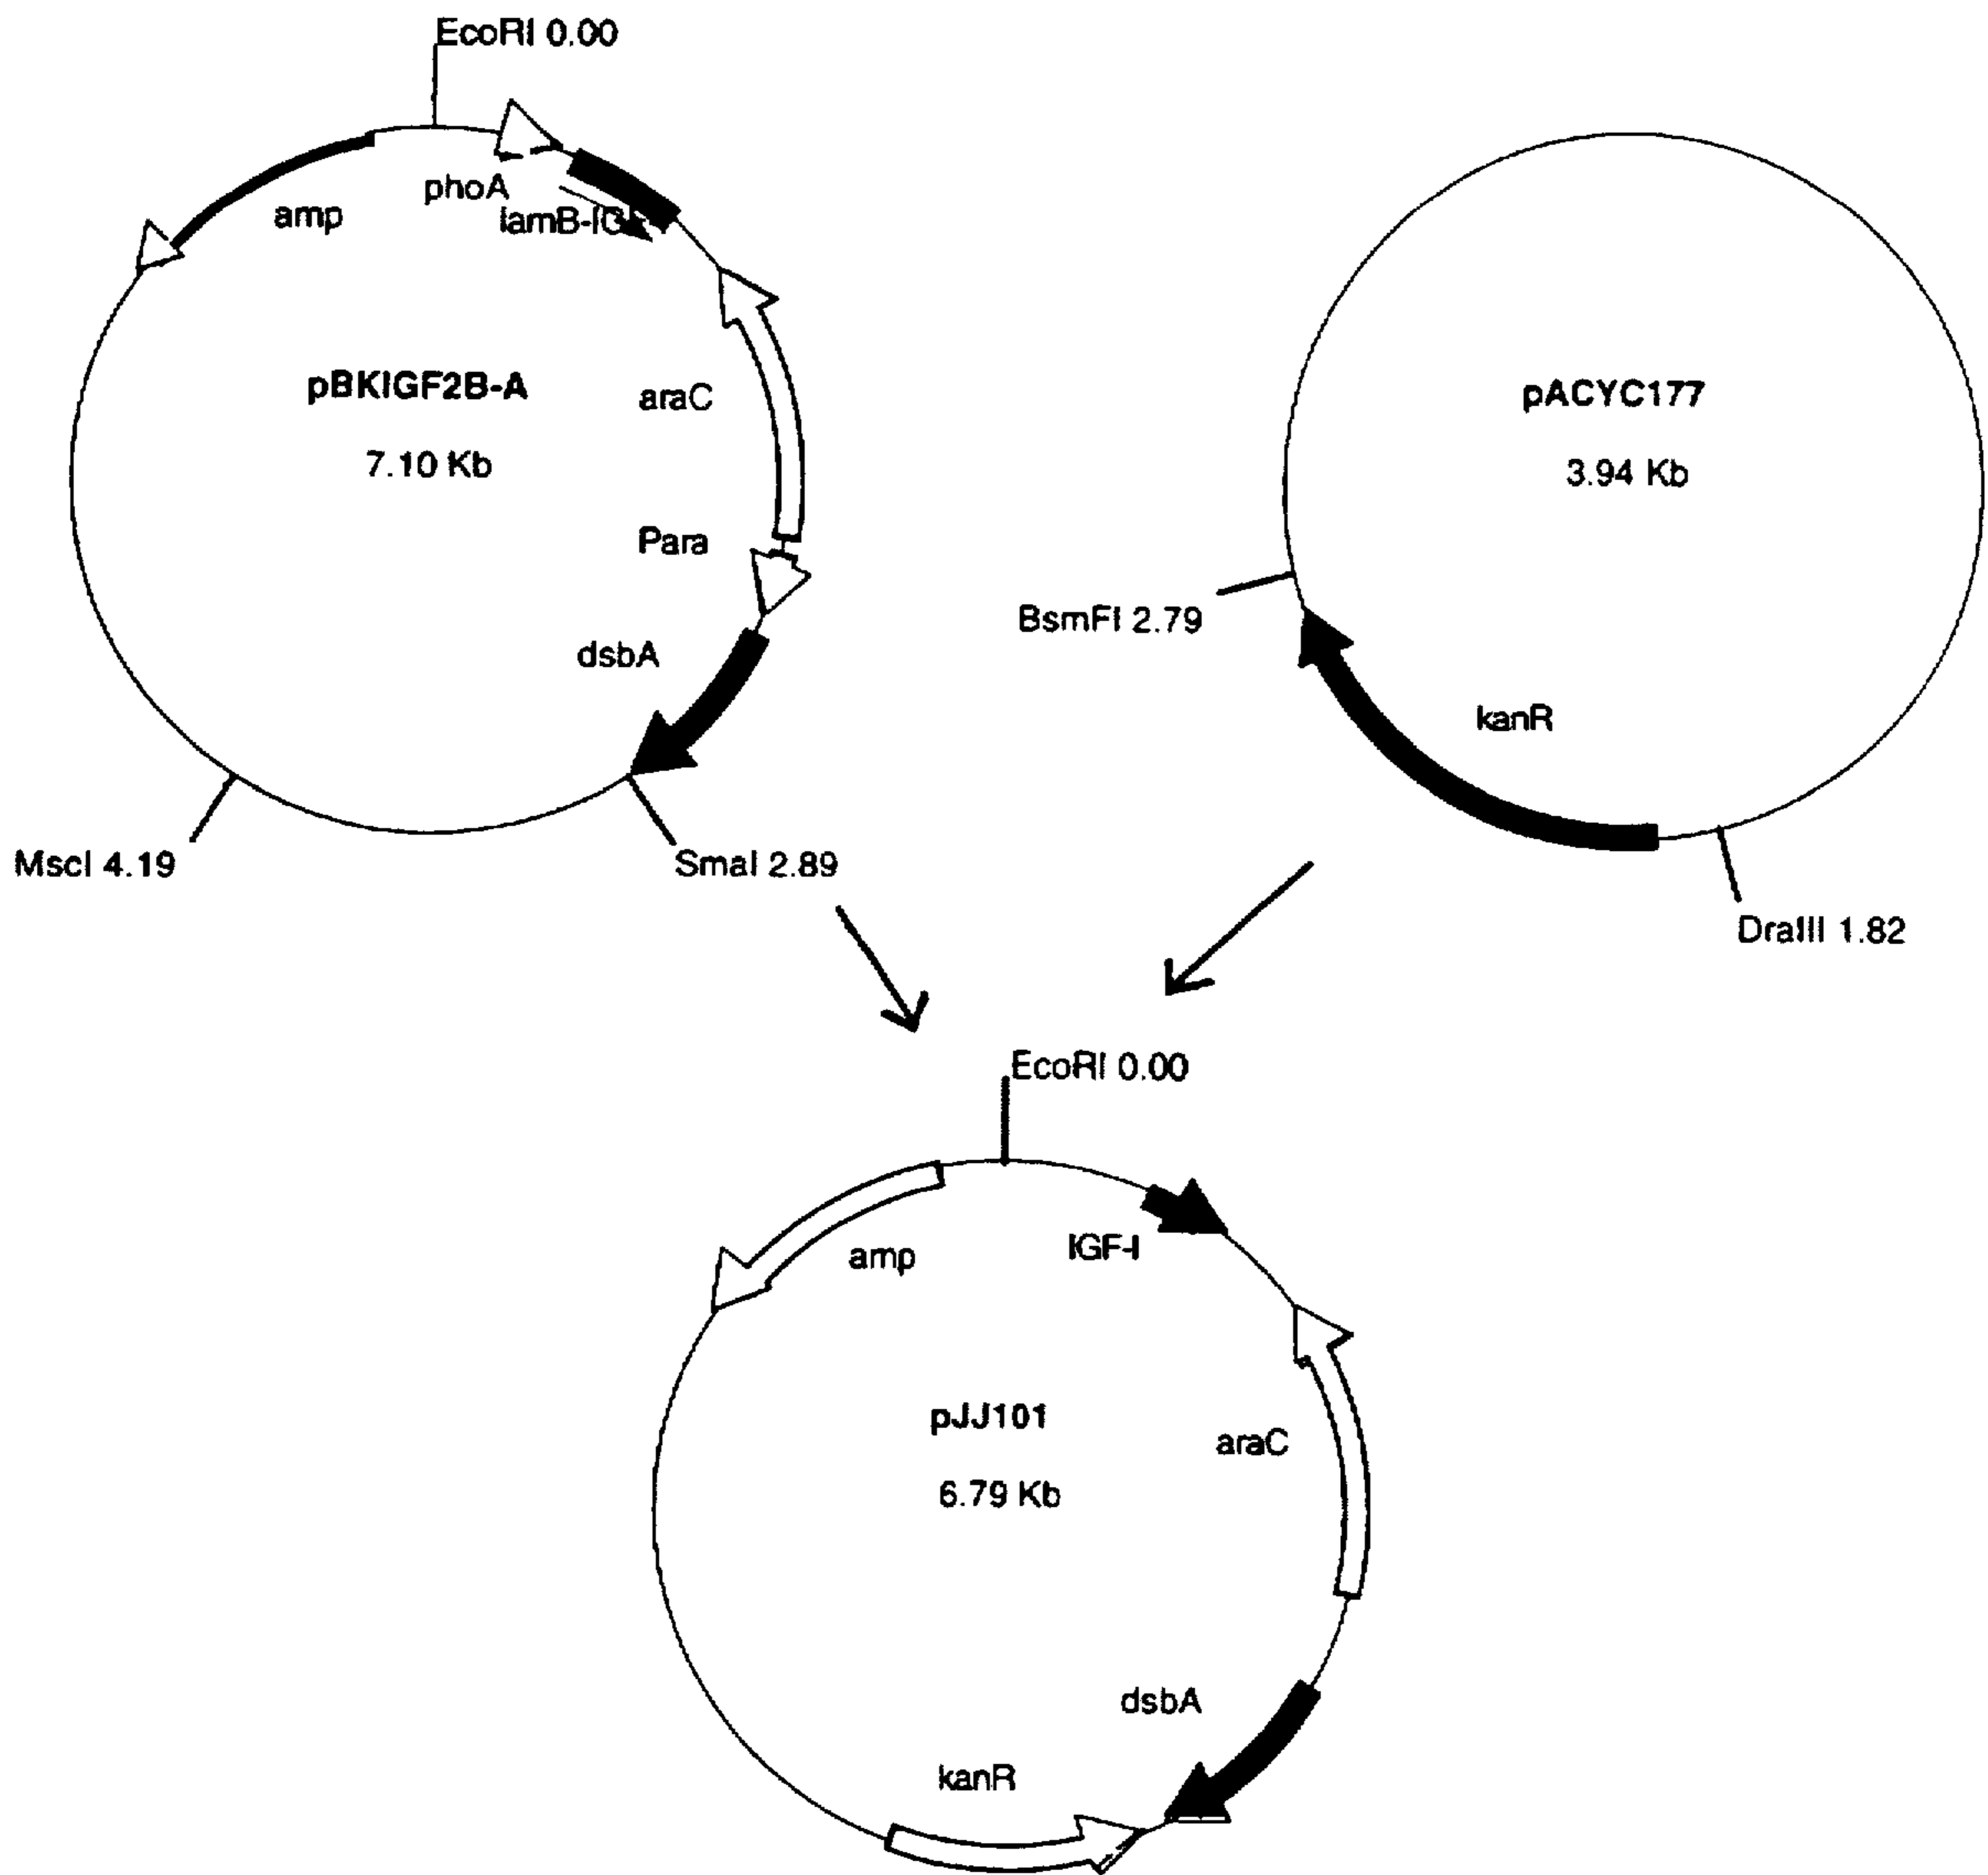 EcoRI 0.00
phoA
amp
lamB-IG
pBKIGF2B-A
7.10 Kb
araC
Para
dsbA
MscI 4.19
SmaI 2.89
pACYC177
3.94 Kb
BsmFI 2.79
kanR
DraIII 1.82
EcoRI 0.00
amp
IGF-I
pJJ101
6.79 Kb
araC
dsbA
kanR